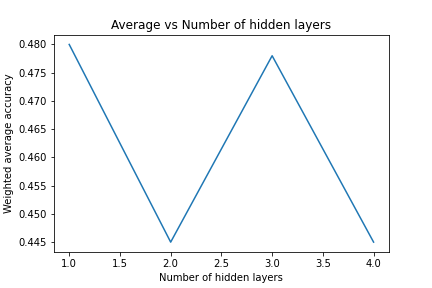 Average vs Number of hidden layers
Weighted average accuracy
0.480
0.475
0.470
0.465
0.460
0.455
0.450
0.445
1.0 1.5 2.0 2.5 3.0 3.5 4.0
Number of hidden layers